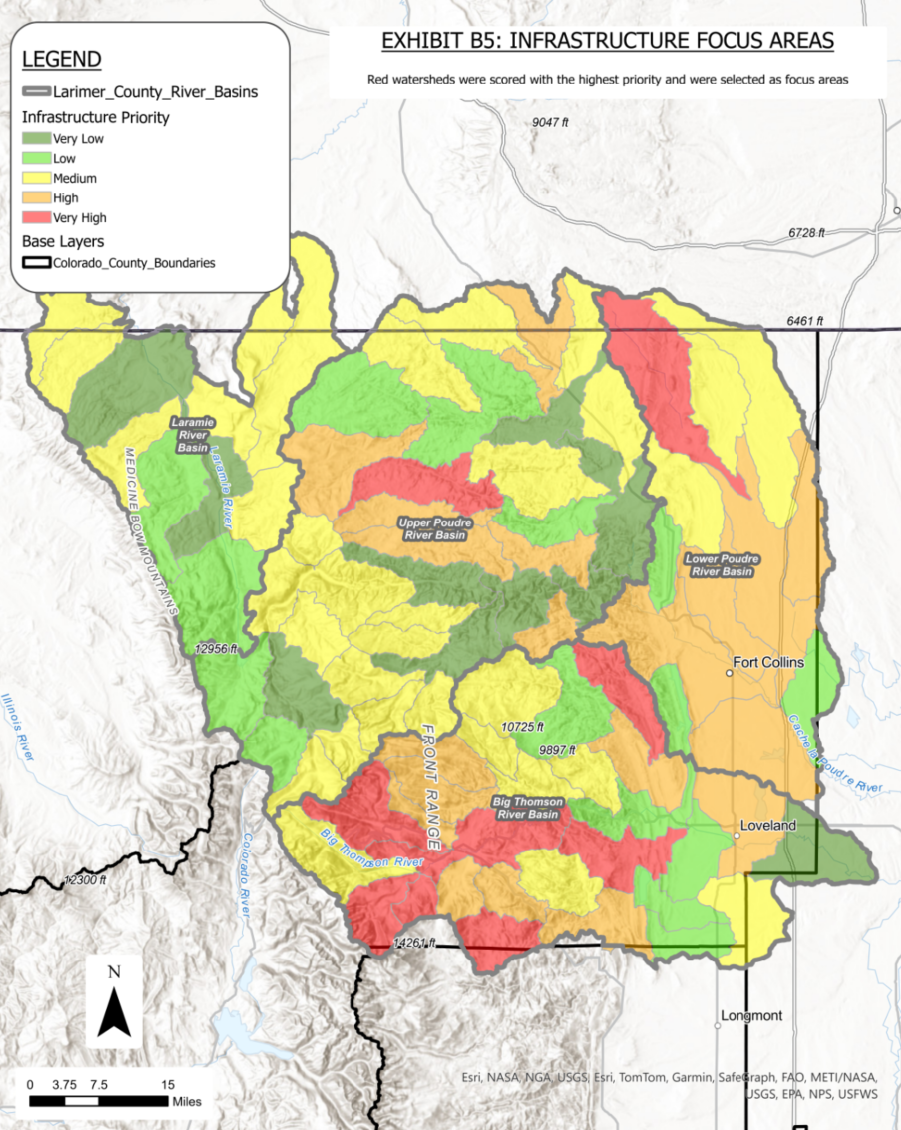 EXHIBIT B5: INFRASTRUCTURE FOCUS AREAS
Red watersheds were scored with the highest priority and were selected as focus areas
LEGEND
Larimer_County_River_Basins
Infrastructure Priority
Very Low
Low
Medium
High
Very High
Base Layers
Colorado_County_Boundaries
9047 ft
6728 ft
6461 ft
Laramie
River
Basin
Laramie River
MEDICINE BOW MOUNTAINS
Upper Poudre
River Basin
Lower Poudre
River Basin
12956 ft
Fort Collins
Illinois River
10725 ft
9897 ft
Cache la Poudre River
FRONT RANGE
Big Thomson
River Basin
Loveland
Big Thompson River
Colorado River
12300 ft
14261 ft
N
Longmont
0 3.75 7.5 15
Miles
Esri, NASA, NGA, USGS, Esri, TomTom, Garmin, SafeGraph, FAO, METI/NASA,
USGS, EPA, NPS, USFWS